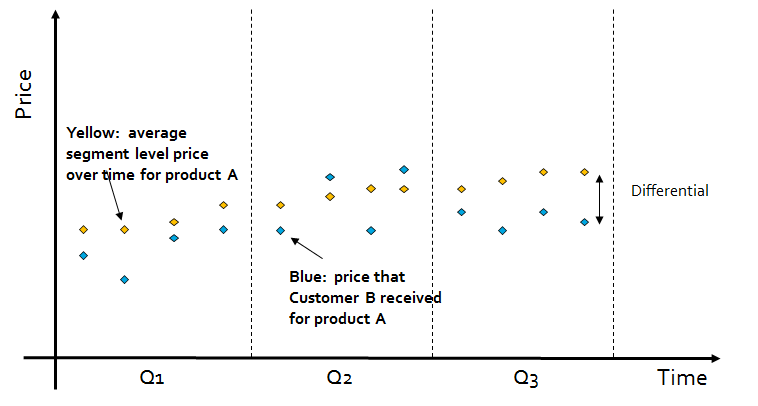 Price
Yellow:  average
segment level price
over time for product A
Differential
Blue:  price that
Customer B received
for product A
Q1
Q2
Q3
Time